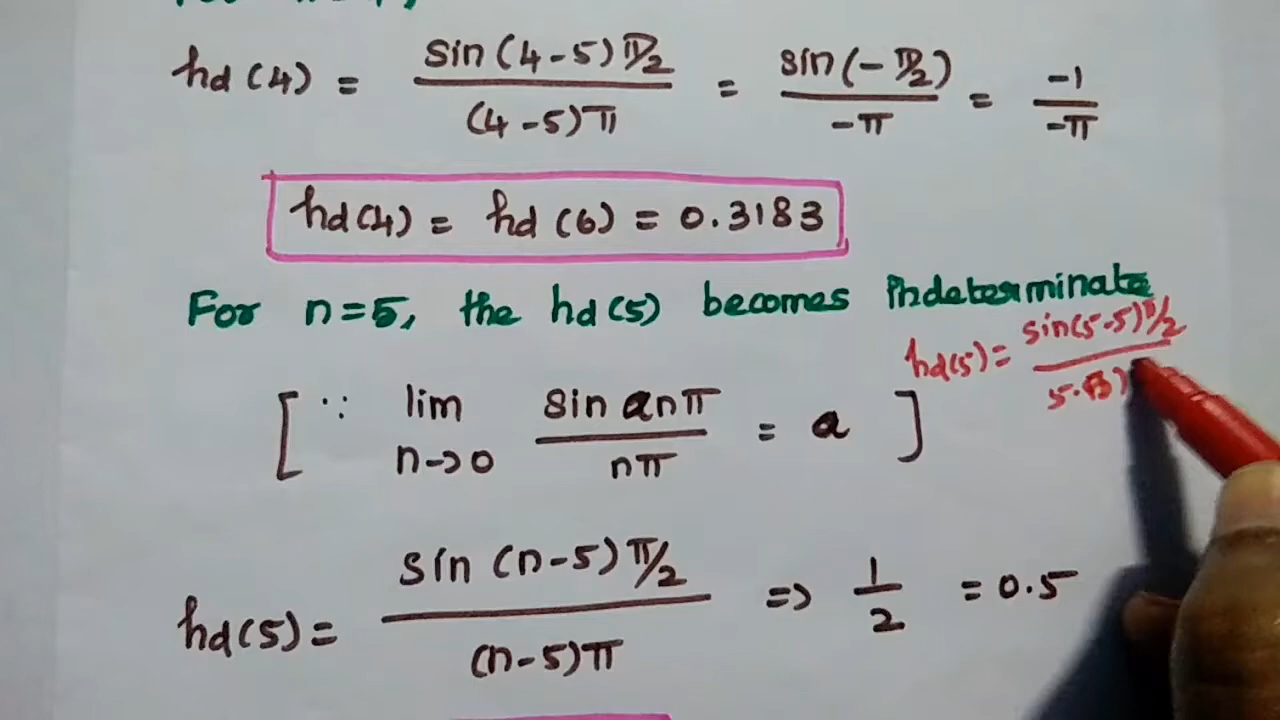 hd(4) = sin(4-5)π/2 / (4-5)π = sin(-π/2) / -π = -1 / -π
hd(4) = hd(6) = 0.3183
For n=5, the hd(5) becomes Indeterminate
hd(5) = sin(5-5)π/2 / 5-5)
[ ∵ lim n→0 sin anπ / nπ = a ]
hd(5) = sin(n-5)π/2 / (n-5)π => 1/2 = 0.5